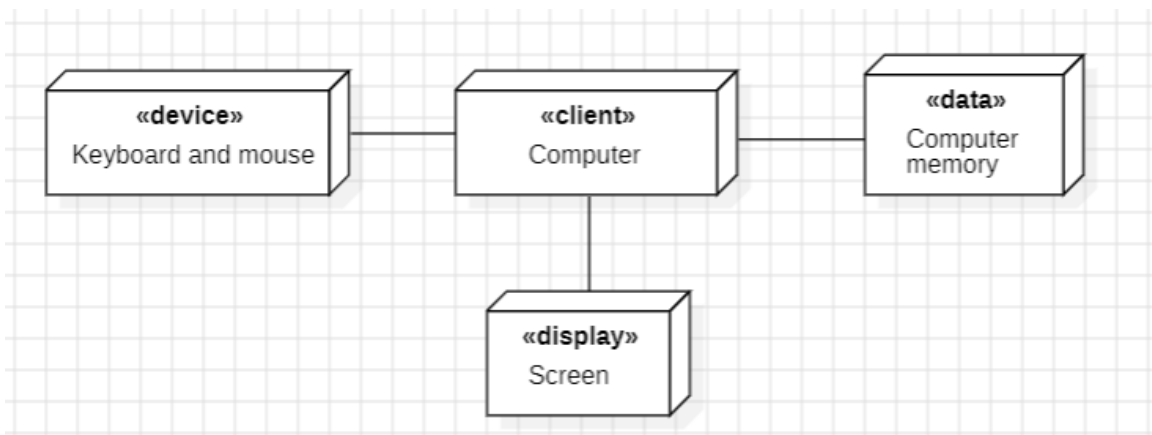 «device»
Keyboard and mouse
«client»
Computer
«data»
Computer
memory
«display»
Screen